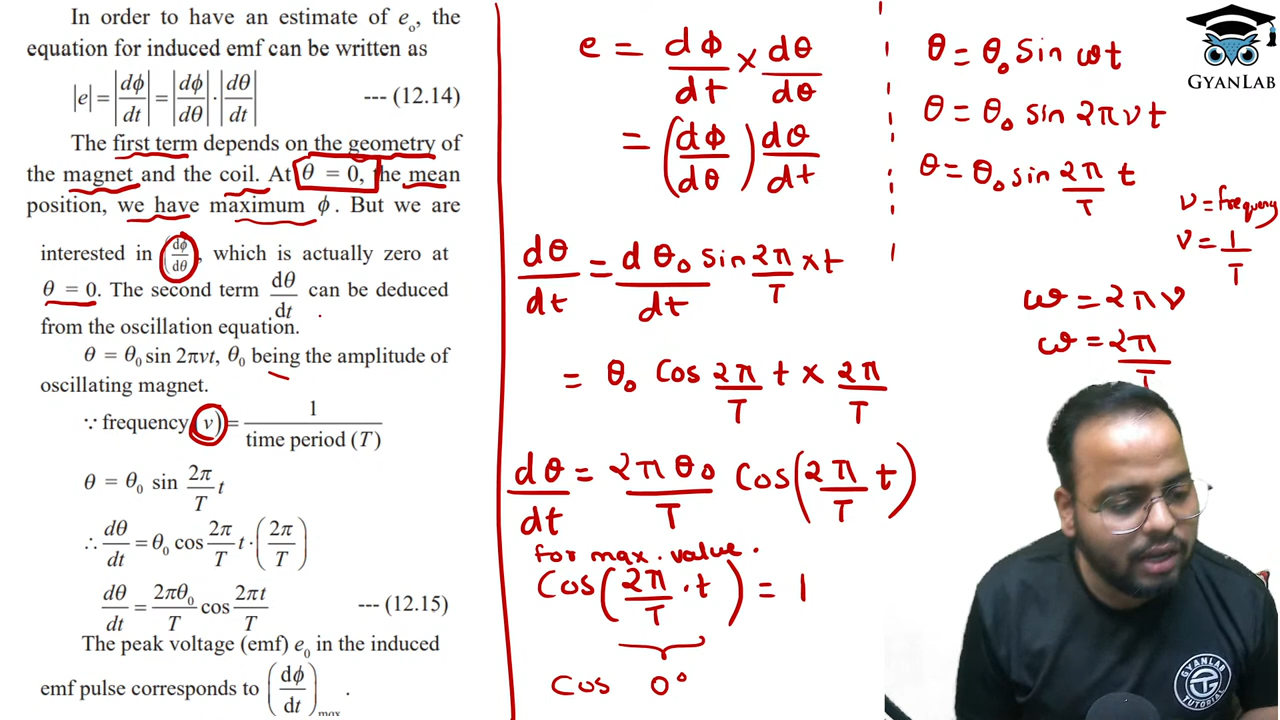 In order to have an estimate of e₀, the
equation for induced emf can be written as
|e| = |dϕ/dt| = |dϕ/dθ| · |dθ/dt| --- (12.14)
The first term depends on the geometry of
the magnet and the coil. At θ = 0, the mean
position, we have maximum ϕ. But we are
interested in (dϕ/dθ, which is actually zero at
θ = 0. The second term dθ/dt can be deduced
from the oscillation equation.
θ = θ₀ sin 2πνt, θ₀ being the amplitude of
oscillating magnet.
∵ frequency (ν) = 1/time period (T)
θ = θ₀ sin 2π/T t
∴ dθ/dt = θ₀ cos 2π/T t · (2π/T)
dθ/dt = 2πθ₀/T cos 2πt/T --- (12.15)
The peak voltage (emf) e₀ in the induced
emf pulse corresponds to (dϕ/dt)max .
e = dϕ/dt × dθ/dθ
= (dϕ/dθ) dθ/dt
dθ/dt = d θ₀ sin 2π/T × t/dt
= θ₀ Cos 2π/T t × 2π/T
dθ/dt = 2πθ₀/T Cos(2π/T t)
for max. value.
Cos(2π/T · t) = 1
Cos 0°
θ = θ₀ Sin ωt
θ = θ₀ sin 2πνt
θ = θ₀ sin 2π/T t
ν = frequency
ν = 1/T
ω = 2πν
ω = 2π/T
GYANLAB
GYANLAB
TUTORIAL